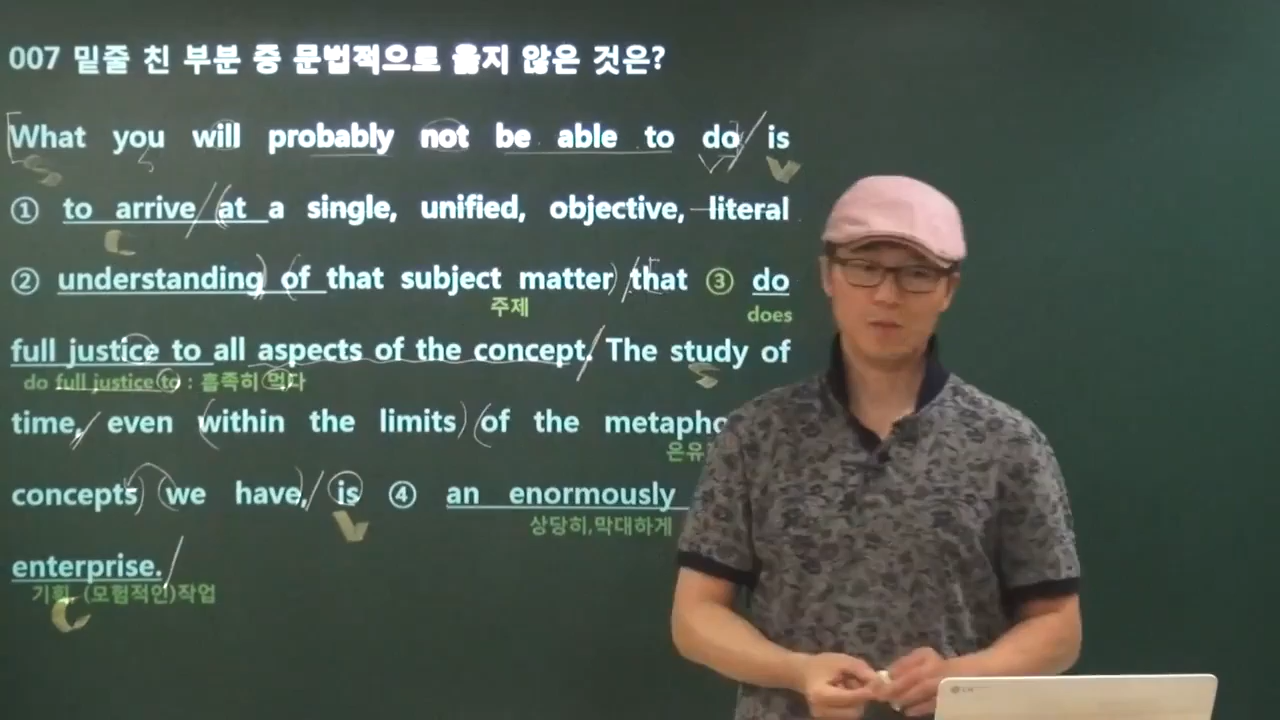 007 밑줄 친 부분 중 문법적으로 옳지 않은 것은?
What you will probably not be able to do is
① to arrive at a single, unified, objective, literal
② understanding of that subject matter that ③ do
주제
does
full justice to all aspects of the concept. The study of
do full justice to : 흡족히 먹다
time, even within the limits of the
은유
concepts we have, is ④ an enormously
상당히,막대하게
enterprise.
기획, (모험적인)작업